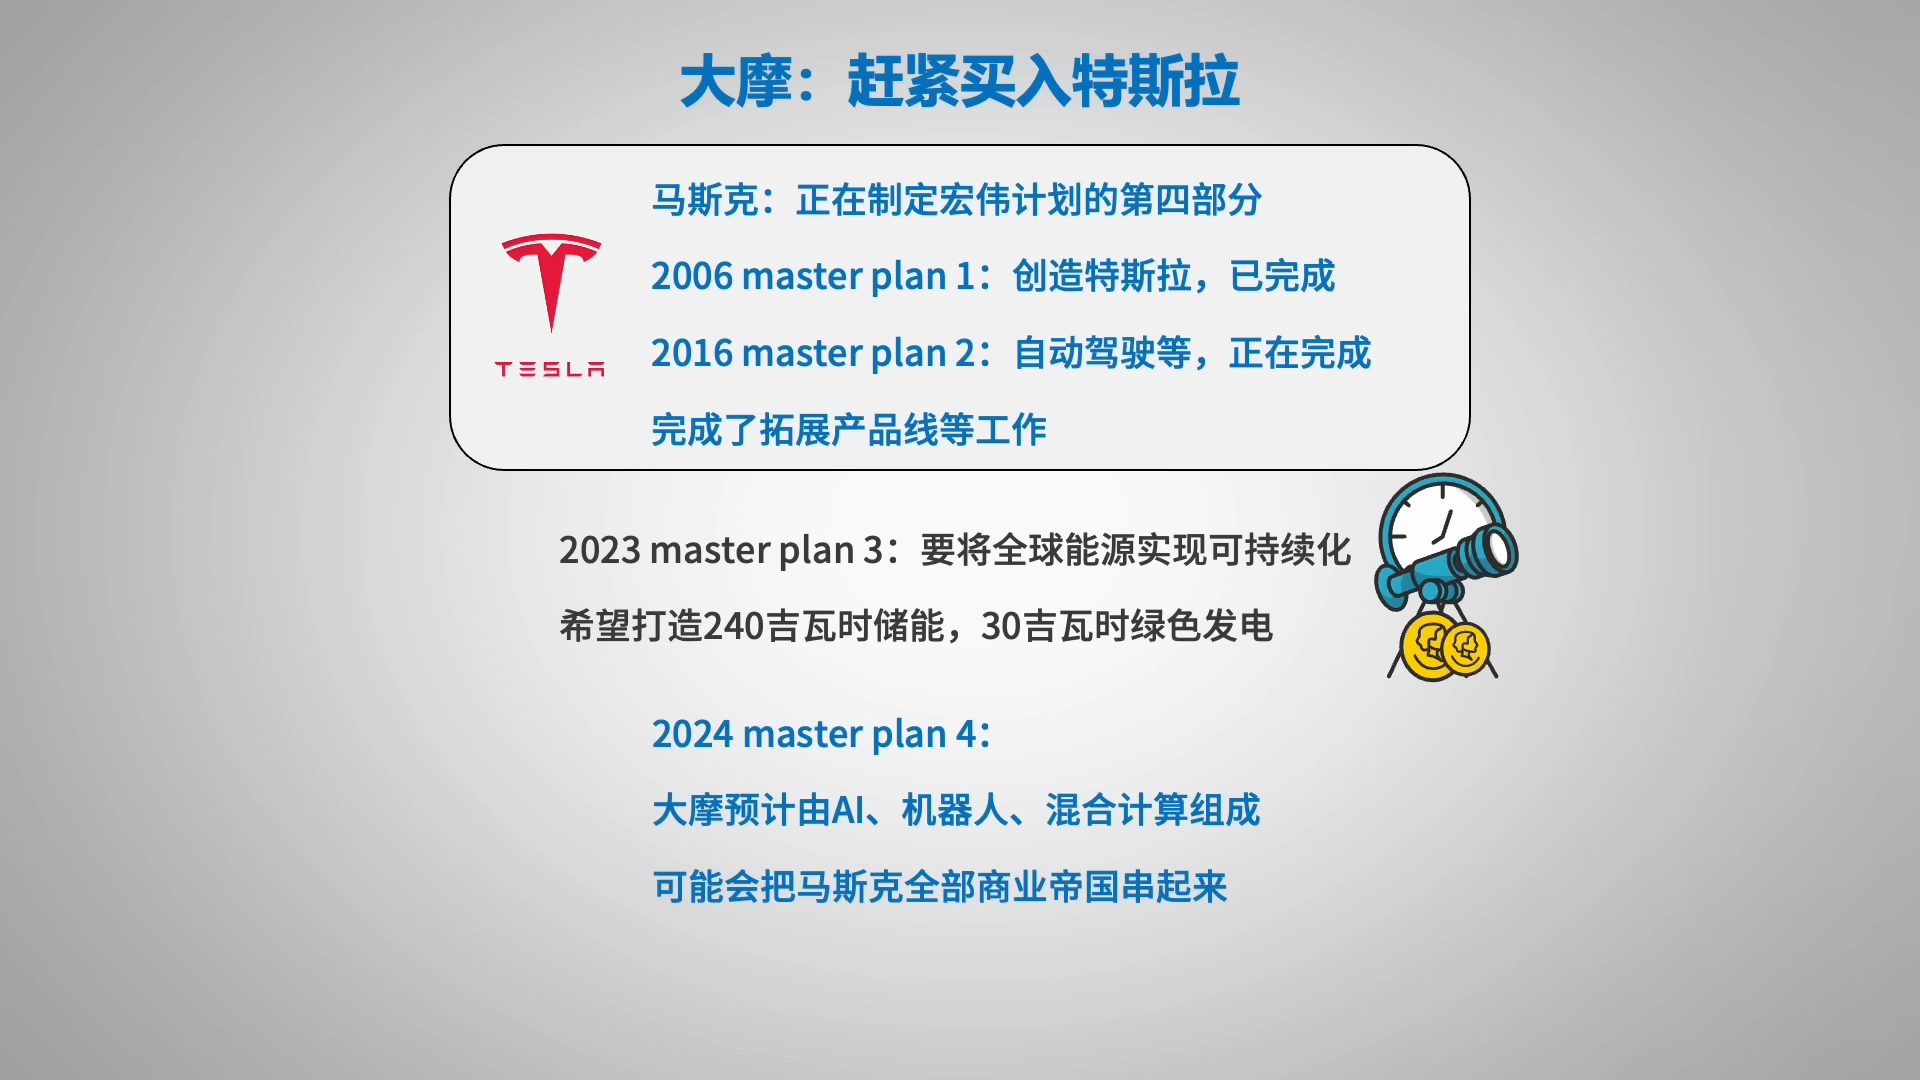 大摩：赶紧买入特斯拉
马斯克：正在制定宏伟计划的第四部分
2006 master plan 1：创造特斯拉，已完成
2016 master plan 2：自动驾驶等，正在完成
完成了拓展产品线等工作
TESLA
2023 master plan 3：要将全球能源实现可持续化
希望打造240吉瓦时储能，30吉瓦时绿色发电
2024 master plan 4：
大摩预计由AI、机器人、混合计算组成
可能会把马斯克全部商业帝国串起来